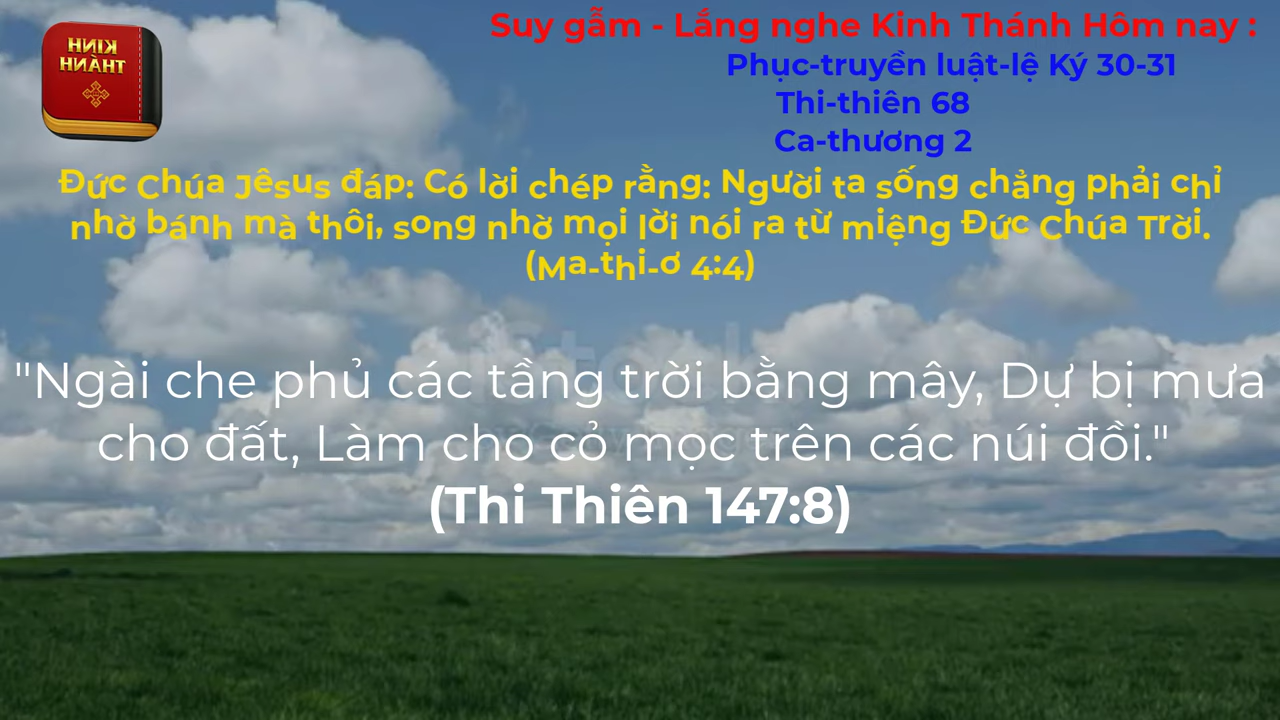 KINH
THÁNH
Suy gẫm - Lắng nghe Kinh Thánh Hôm nay :
Phục-truyền luật-lệ Ký 30-31
Thi-thiên 68
Ca-thương 2
Đức Chúa Jêsus đáp: Có lời chép rằng: Người ta sống chẳng phải chỉ
nhờ bánh mà thôi, song nhờ mọi lời nói ra từ miệng Đức Chúa Trời.
(Ma-thi-ơ 4:4)
"Ngài che phủ các tầng trời bằng mây, Dự bị mưa
cho đất, Làm cho cỏ mọc trên các núi đồi."
(Thi Thiên 147:8)